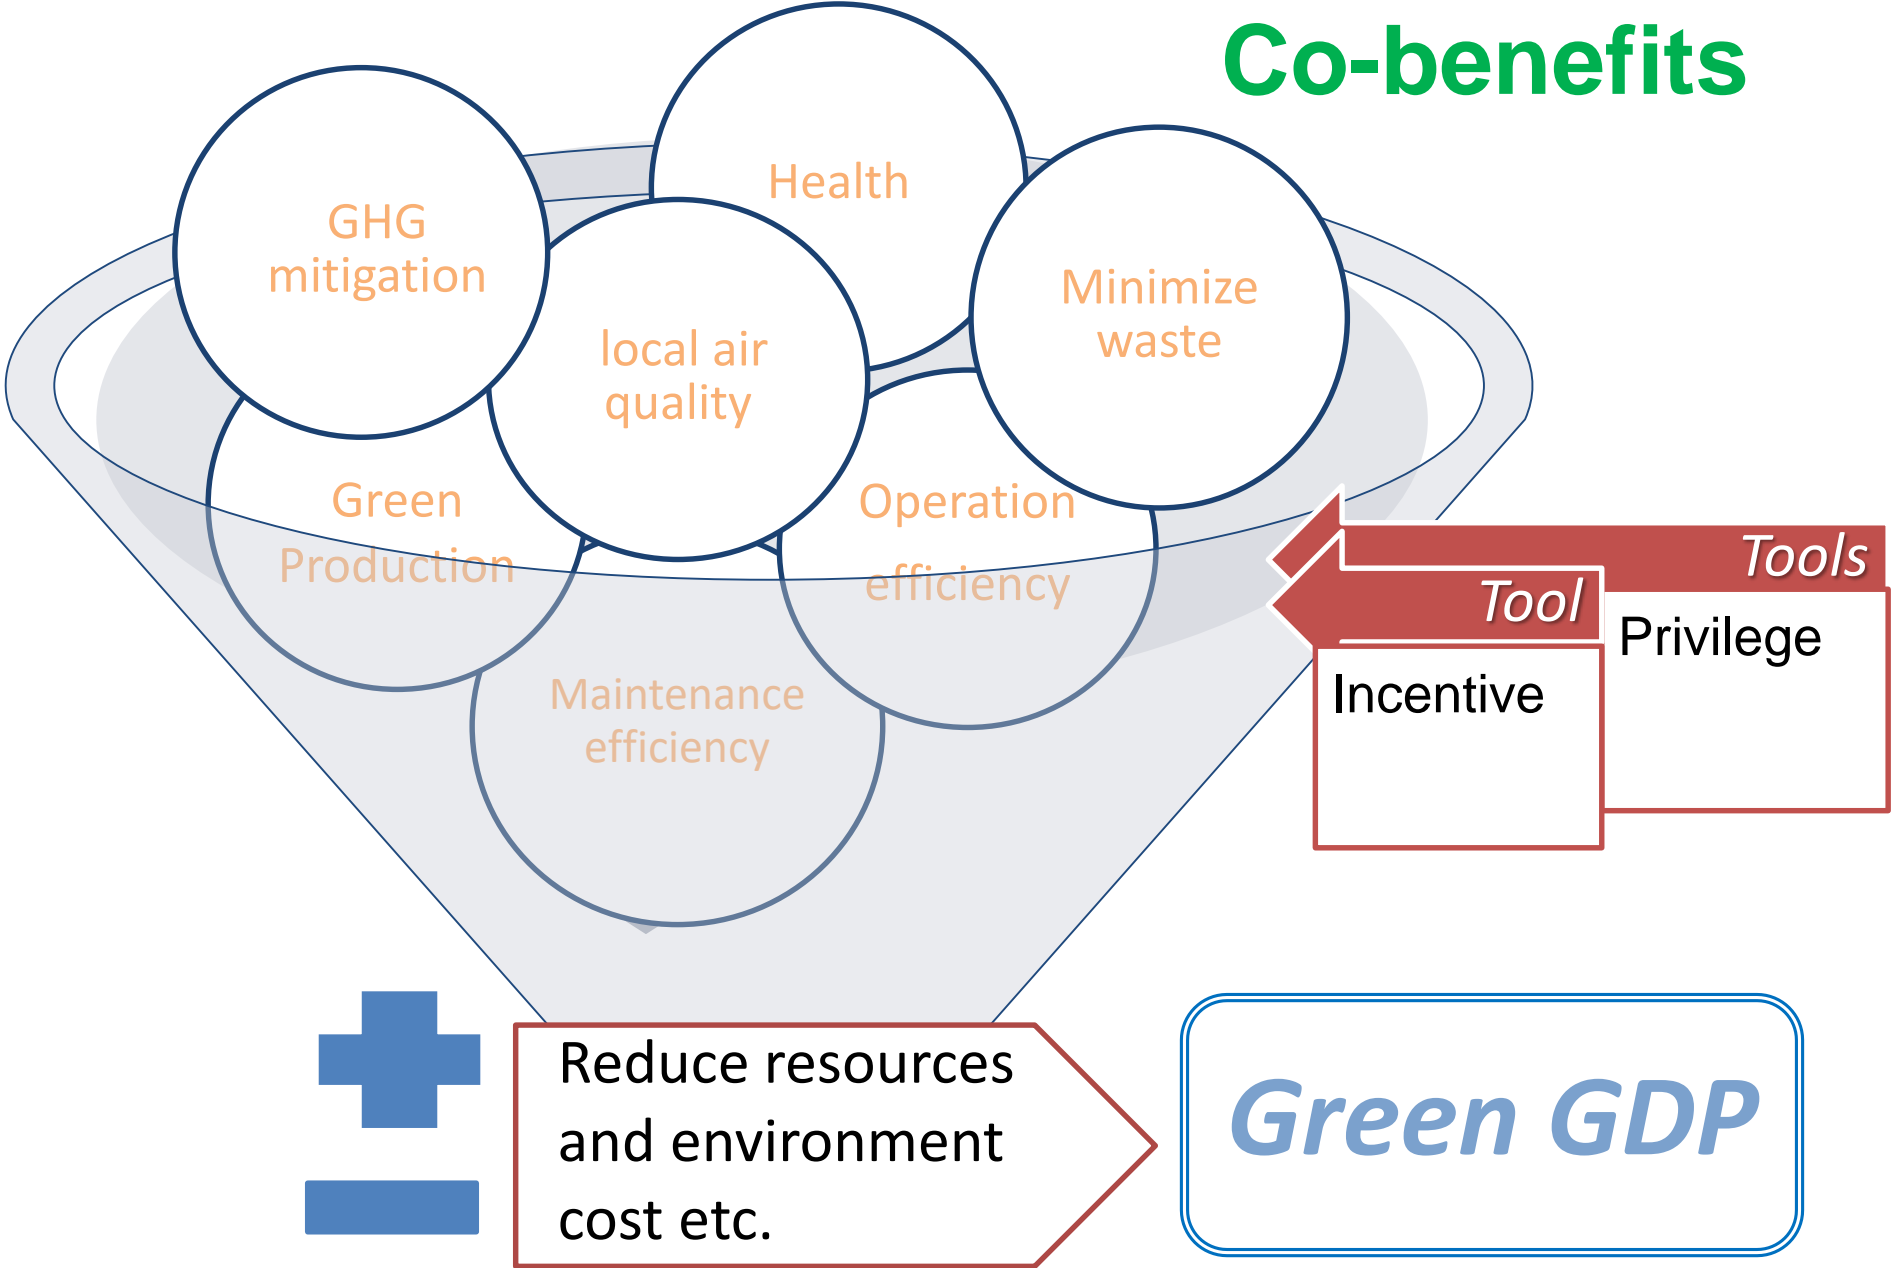 Co-benefits
Health
GHG
mitigation
Minimize
waste
local air
quality
Green
Production
Operation
efficiency
Maintenance
efficiency
Tools
Privilege
Tool
Incentive
Reduce resources
and environment
cost etc.
Green GDP